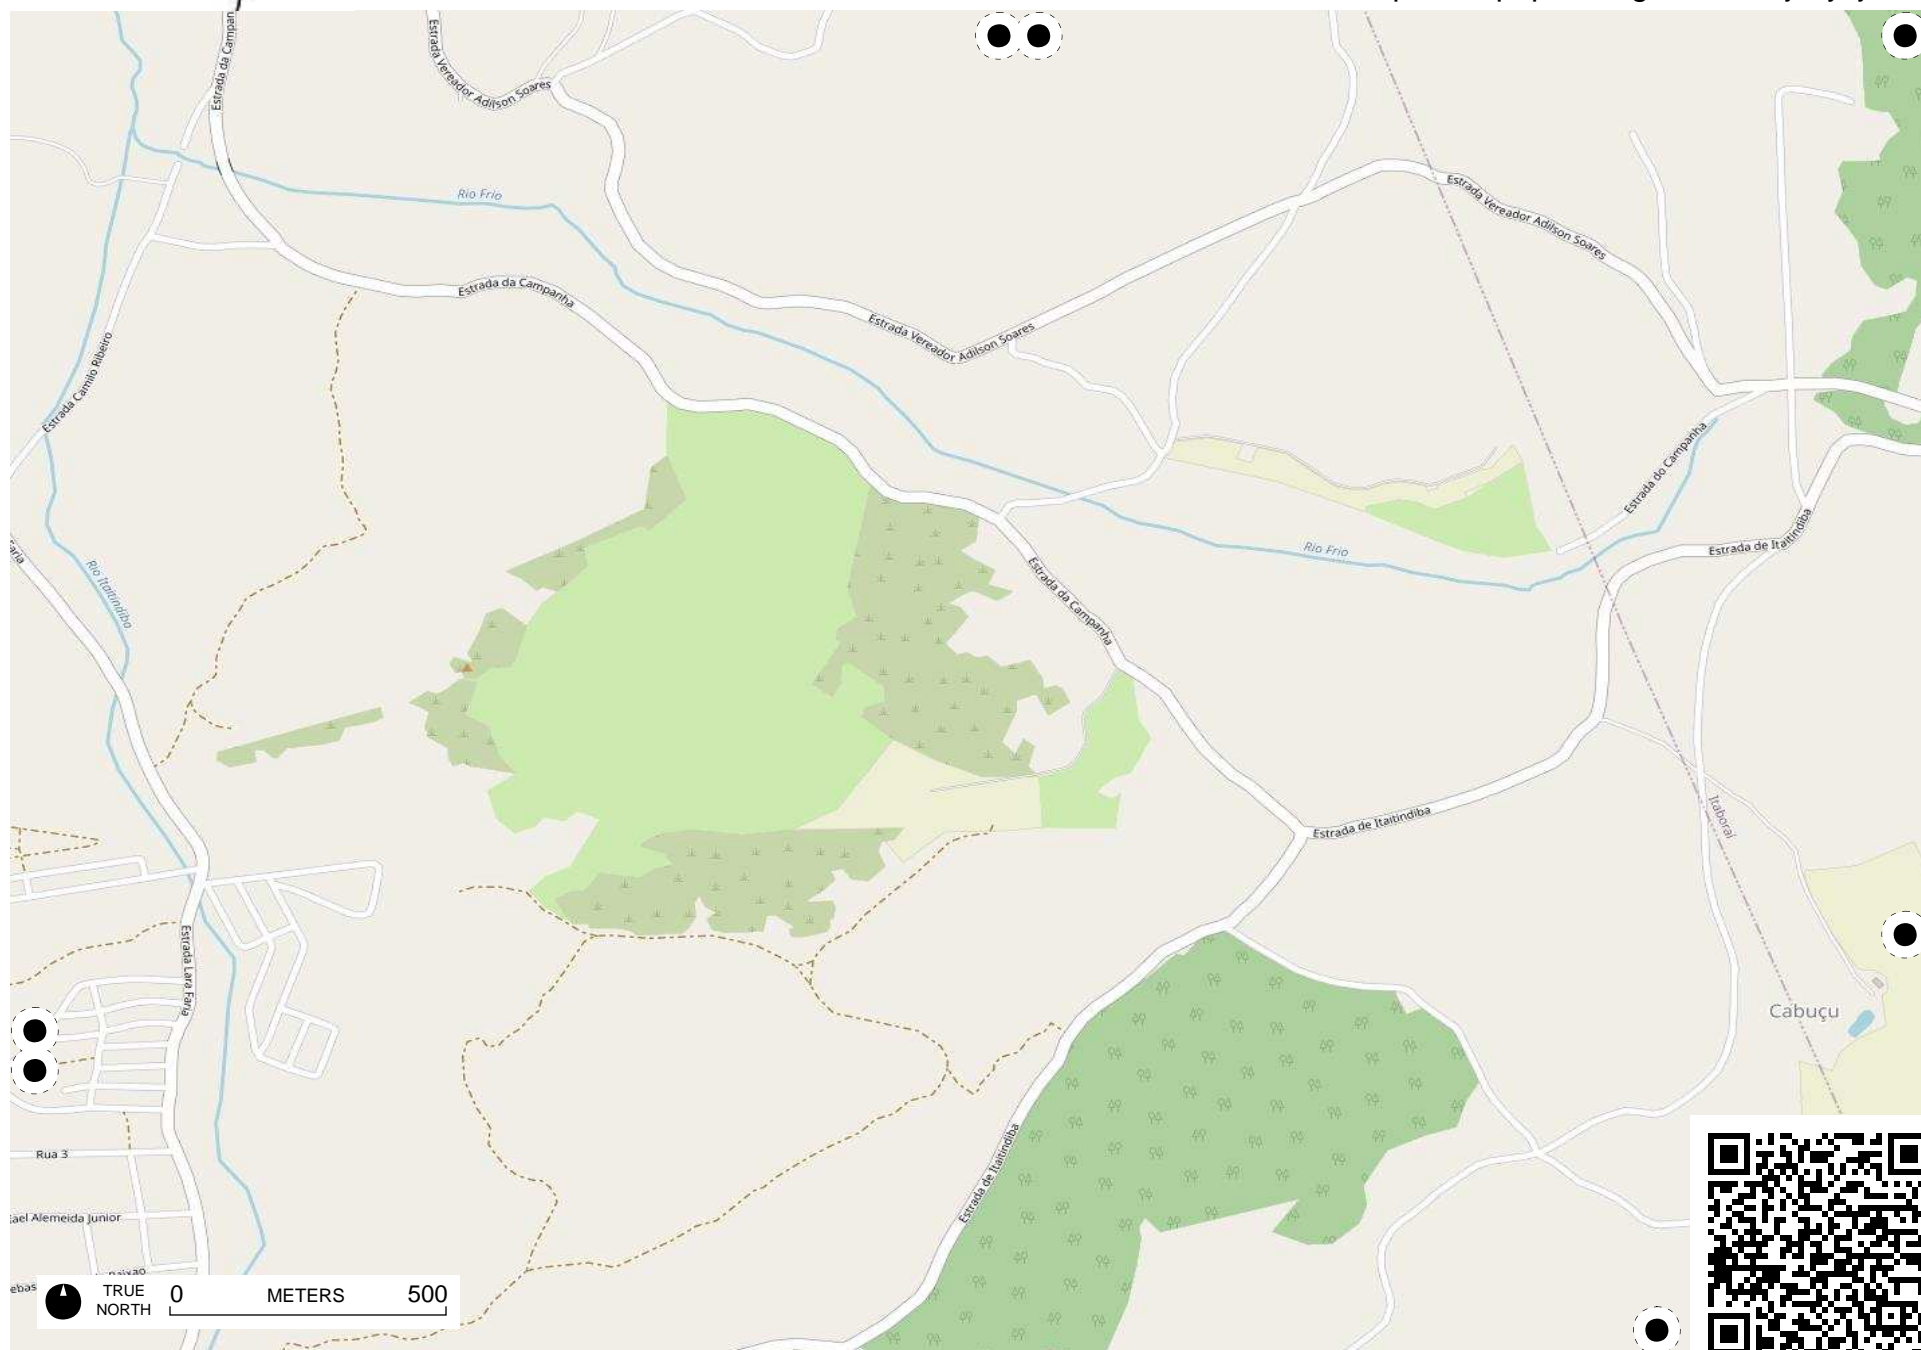 Estrada da Campan
Estrada Vereador Adilson Soares
Rio Frio
Estrada Vereador Adilson Soares
Estrada da Campanha
Estrada Vereador Adilson Soares
Estrada Camilo Ribeiro
Estrada do Campanha
Estrada de Itaitindiba
Rio Frio
aria
Rio Itaitindiba
Estrada da Campanha
Itaboraí
Estrada de Itaitindiba
Estrada Lara Faria
Cabuçu
Rua 3
Estrada de Itaitindiba
ael Alemeida Junior
ebas
Paixao
TRUE NORTH
0 METERS 500